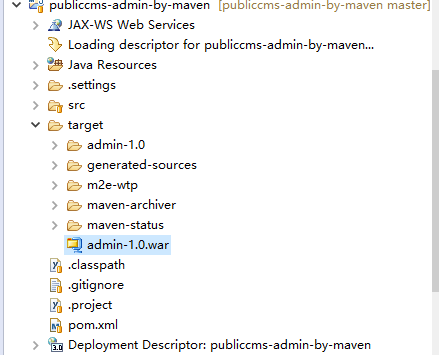 publiccms-admin-by-maven [publiccms-admin-by-maven master]
JAX-WS Web Services
Loading descriptor for publiccms-admin-by-maven...
Java Resources
.settings
src
target
admin-1.0
generated-sources
m2e-wtp
maven-archiver
maven-status
admin-1.0.war
.classpath
.gitignore
.project
pom.xml
3.0 Deployment Descriptor: publiccms-admin-by-maven